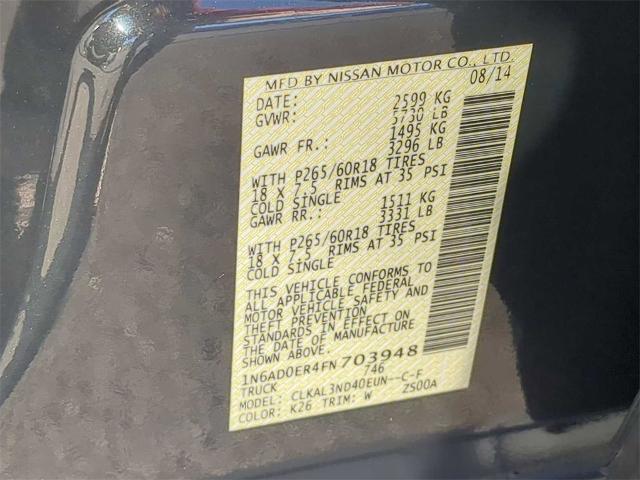 MFD BY NISSAN MOTOR CO., LTD.
DATE: 08/14
GVWR: 2599 KG
5730 LB
GAWR FR.: 1495 KG
3296 LB
WITH P265/60R18 TIRES
18 X 7.5 RIMS AT 35 PSI
COLD SINGLE
GAWR RR.: 1511 KG
3331 LB
WITH P265/60R18 TIRES
18 X 7.5 RIMS AT 35 PSI
COLD SINGLE
THIS VEHICLE CONFORMS TO
ALL APPLICABLE FEDERAL
MOTOR VEHICLE SAFETY AND
THEFT PREVENTION
STANDARDS IN EFFECT ON
THE DATE OF MANUFACTURE
1N6AD0ER4FN703948
TRUCK 746
MODEL: CLKAL3ND40EUN--C-F
COLOR: K26 TRIM: W ZS00A